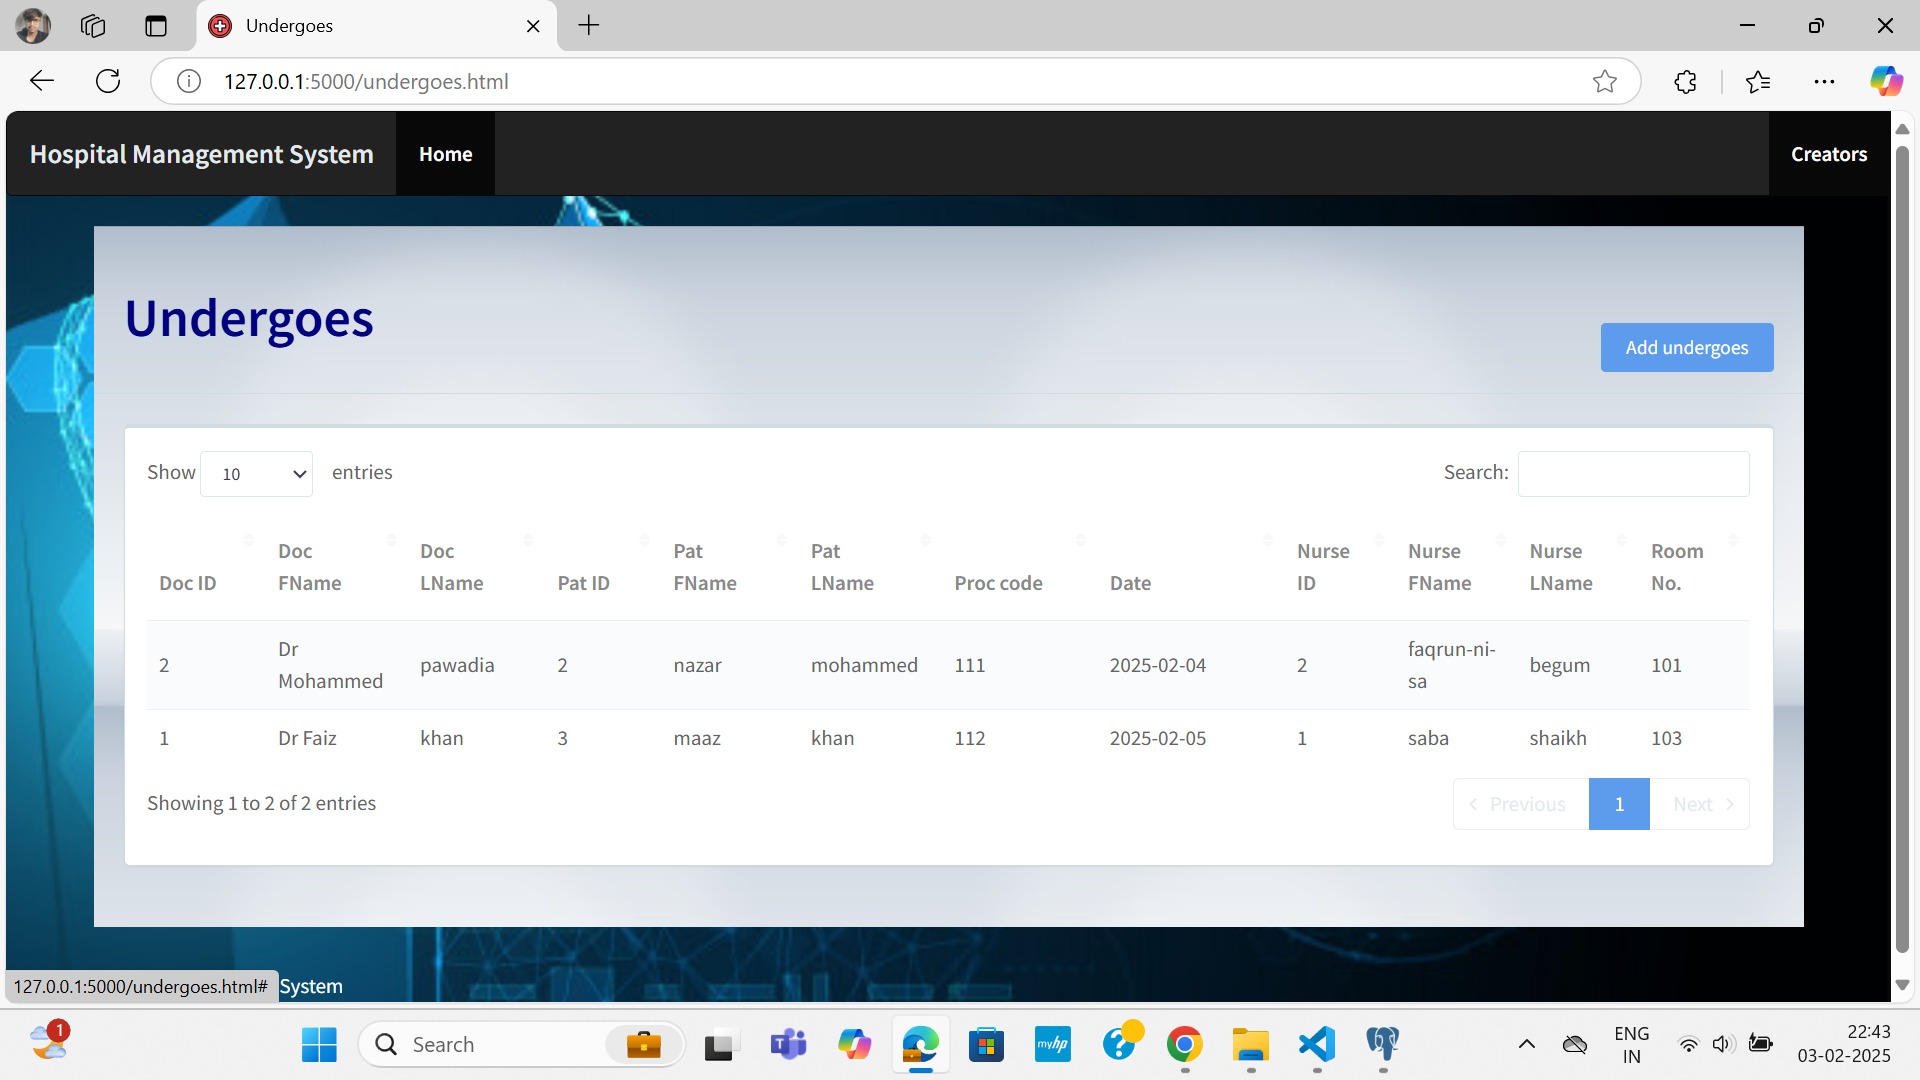 Undergoes
127.0.0.1:5000/undergoes.html
Hospital Management System Home Creators
Undergoes
Add undergoes
Show 10 entries Search:
Doc ID Doc FName Doc LName Pat ID Pat FName Pat LName Proc code Date Nurse ID Nurse FName Nurse LName Room No.
2 Dr Mohammed pawadia 2 nazar mohammed 111 2025-02-04 2 faqrun-ni-sa begum 101
1 Dr Faiz khan 3 maaz khan 112 2025-02-05 1 saba shaikh 103
Showing 1 to 2 of 2 entries Previous 1 Next
127.0.0.1:5000/undergoes.html# System
1 Search myhp ENG 22:43
IN 03-02-2025